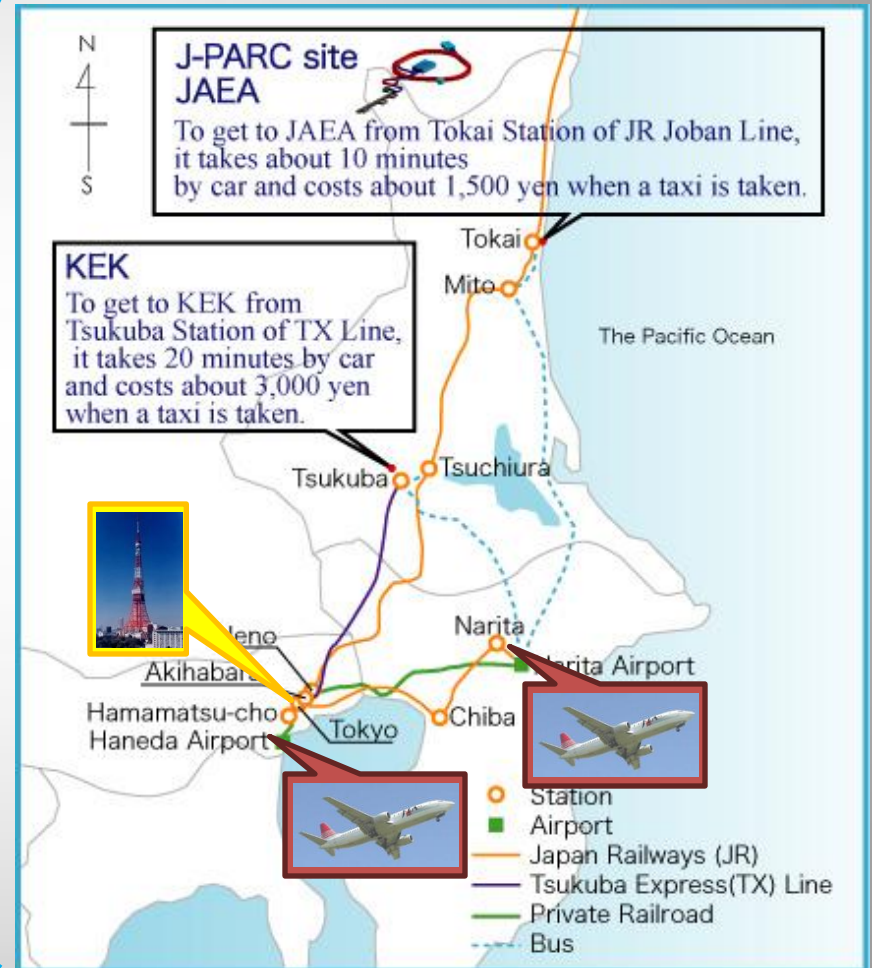 N
S
J-PARC site
JAEA
To get to JAEA from Tokai Station of JR Joban Line,
it takes about 10 minutes
by car and costs about 1,500 yen when a taxi is taken.
Tokai
Mito
KEK
To get to KEK from
Tsukuba Station of TX Line,
it takes 20 minutes by car
and costs about 3,000 yen
when a taxi is taken.
The Pacific Ocean
Tsukuba
Tsuchiura
Narita
Airport
Hamamatsu-cho
Tokyo
Chiba
Haneda Airport
Station
Airport
Japan Railways (JR)
Tsukuba Express(TX) Line
Private Railroad
Bus